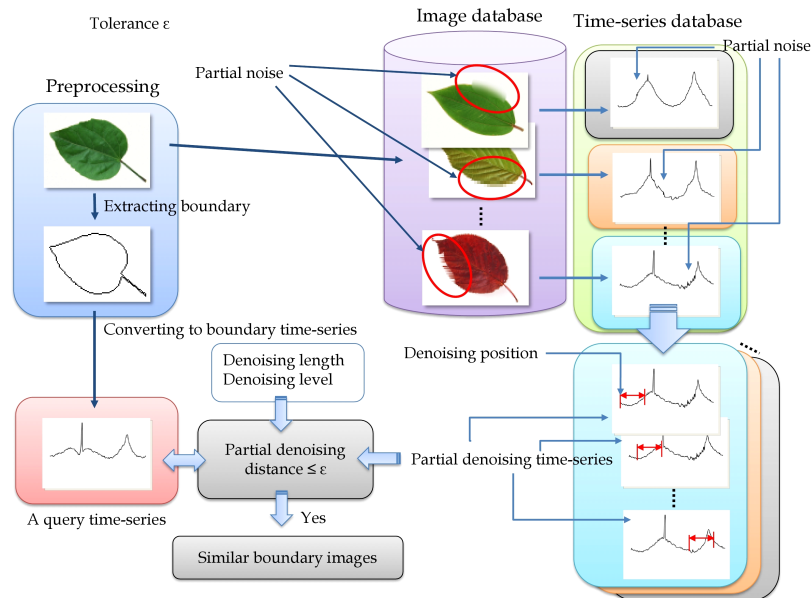 Tolerance ε
Image database
Time-series database
Partial noise
Partial noise
Preprocessing
Extracting boundary
Converting to boundary time-series
Denoising length
Denoising level
Denoising position
Partial denoising
distance ≤ ε
Partial denoising time-series
A query time-series
Yes
Similar boundary images